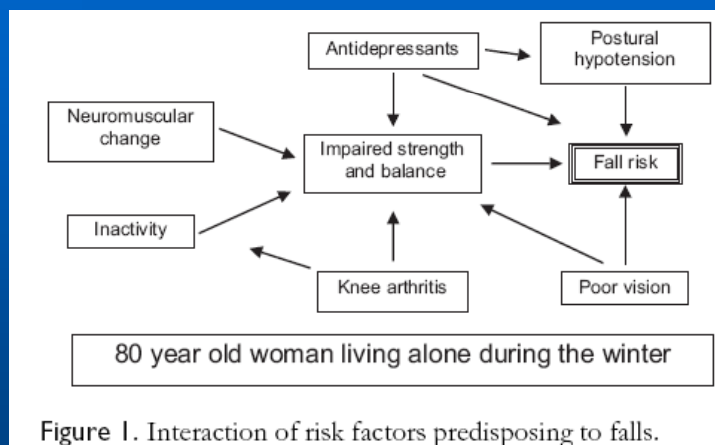 Antidepressants
Postural
hypotension
Neuromuscular
change
Impaired strength
and balance
Fall risk
Inactivity
Knee arthritis
Poor vision
80 year old woman living alone during the winter
Figure 1. Interaction of risk factors predisposing to falls.